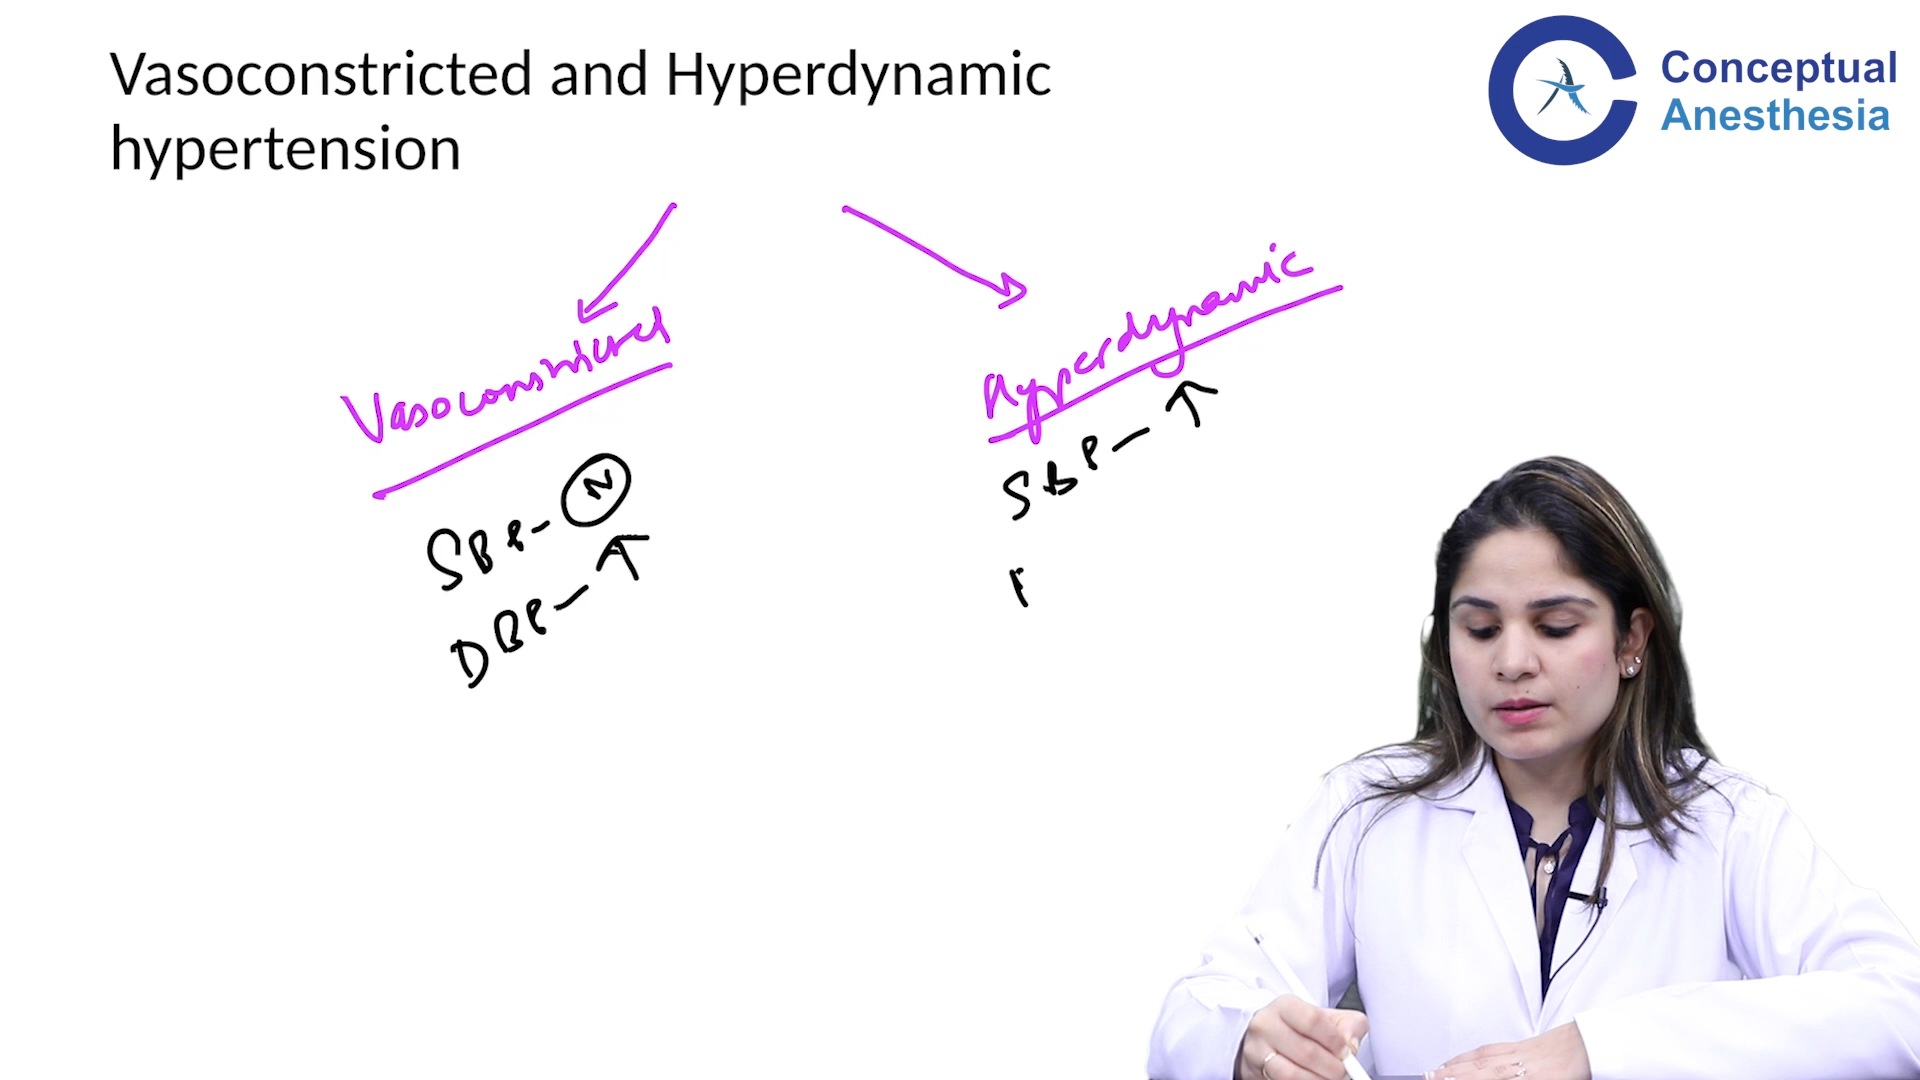 Vasoconstricted and Hyperdynamic
hypertension
Conceptual
Anesthesia
Vasoconstricted
SBP - N
DBP - ↑
Hyperdynamic
SBP - ↑